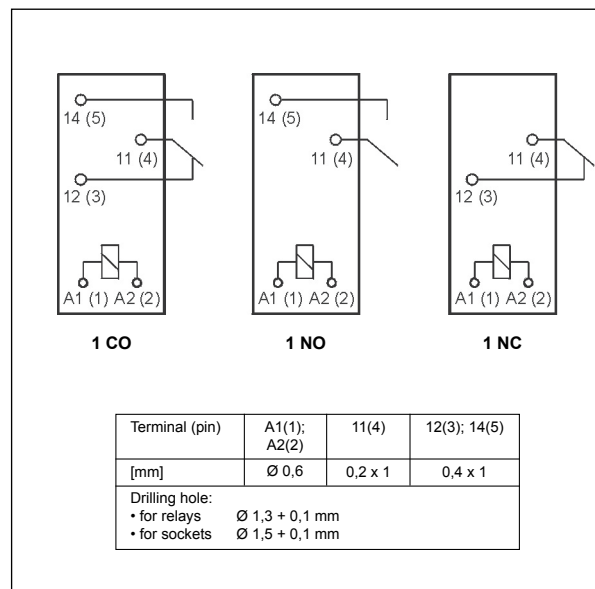 14 (5)
11 (4)
12 (3)
A1 (1) A2 (2)
1 CO
14 (5)
11 (4)
A1 (1) A2 (2)
1 NO
11 (4)
12 (3)
A1 (1) A2 (2)
1 NC
Terminal (pin) A1(1); A2(2) 11(4) 12(3); 14(5)
[mm] Ø 0,6 0,2 x 1 0,4 x 1
Drilling hole:
• for relays Ø 1,3 + 0,1 mm
• for sockets Ø 1,5 + 0,1 mm